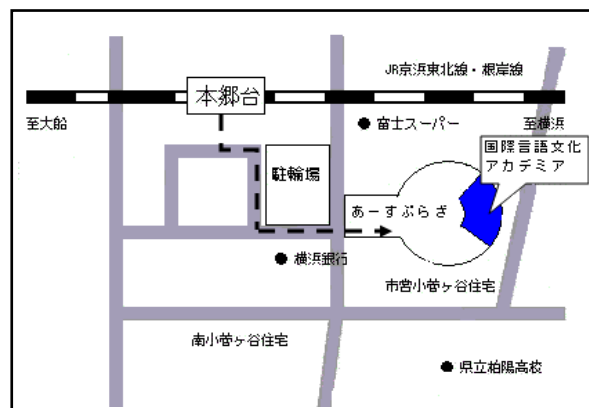 JR京浜東北線・根岸線
本郷台
至大船
富士スーパー
至横浜
国際言語文化
アカデミア
駐輪場
あーすぷらざ
横浜銀行
市営小菅ヶ谷住宅
南小菅ヶ谷住宅
県立柏陽高校